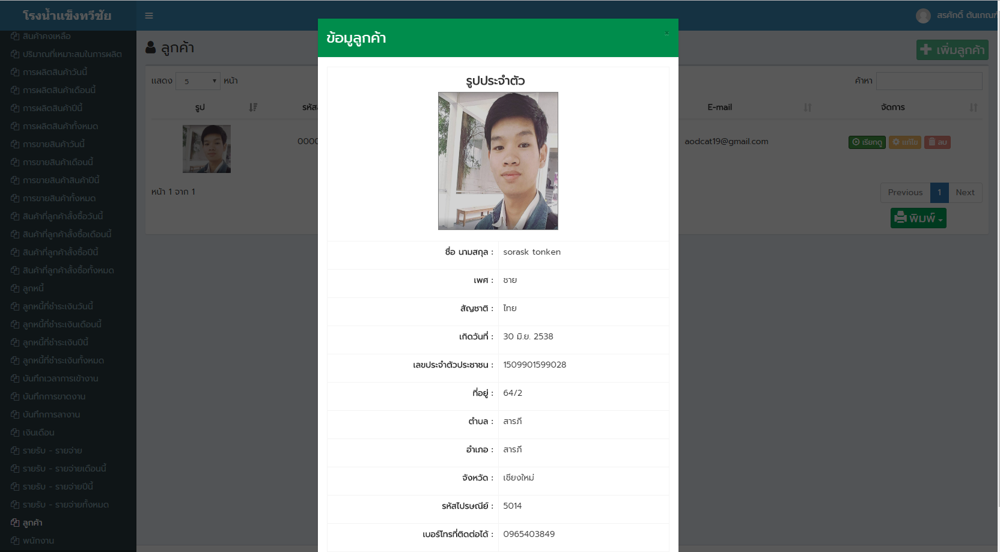 โรงน้ำแข็งทวีชัย
สรศักดิ์ ต้นเกณฑ์
สินค้าคงเหลือ
ปริมาณที่เหมาะสมในการผลิต
การผลิตสินค้าวันนี้
การผลิตสินค้าเดือนนี้
การผลิตสินค้าปีนี้
การผลิตสินค้าทั้งหมด
การขายสินค้าวันนี้
การขายสินค้าเดือนนี้
การขายสินค้าสินค้าปีนี้
การขายสินค้าทั้งหมด
สินค้าที่ลูกค้าสั้งซื้อวันนี้
สินค้าที่ลูกค้าสั้งซื้อเดือนนี้
สินค้าที่ลูกค้าสั้งซื้อปีนี้
สินค้าที่ลูกค้าสั้งซื้อทั้งหมด
ลูกหนี้
ลูกหนี้ที่ชำระเงินวันนี้
ลูกหนี้ที่ชำระเงินเดือนนี้
ลูกหนี้ที่ชำระเงินปีนี้
ลูกหนี้ที่ชำระเงินทั้งหมด
บันทึกเวลาการเข้างาน
บันทึกการขาดงาน
บันทึกการลางาน
เงินเดือน
รายรับ - รายจ่าย
รายรับ - รายจ่ายเดือนนี้
รายรับ - รายจ่ายปีนี้
รายรับ - รายจ่ายทั้งหมด
ลูกค้า
พนักงาน
ลูกค้า
เพิ่มลูกค้า
แสดง 5 หน้า
ค้าหา
รูป รหัส E-mail จัดการ
0000 aodcat19@gmail.com เรียกดู แก้ไข ลบ
หน้า 1 จาก 1
Previous 1 Next
พิมพ์
ข้อมูลูกค้า ×
รูปประจำตัว
ชื่อ นามสกุล : sorask tonken
เพศ : ชาย
สัญชาติ : ไทย
เกิดวันที่ : 30 มิ.ย. 2538
เลขประจำตัวประชาชน : 1509901599028
ที่อยู่ : 64/2
ตำบล : สารภี
อำเภอ : สารภี
จังหวัด : เชียงใหม่
รหัสไปรษณีย์ : 5014
เบอร์โทรที่ติดต่อได้ : 0965403849